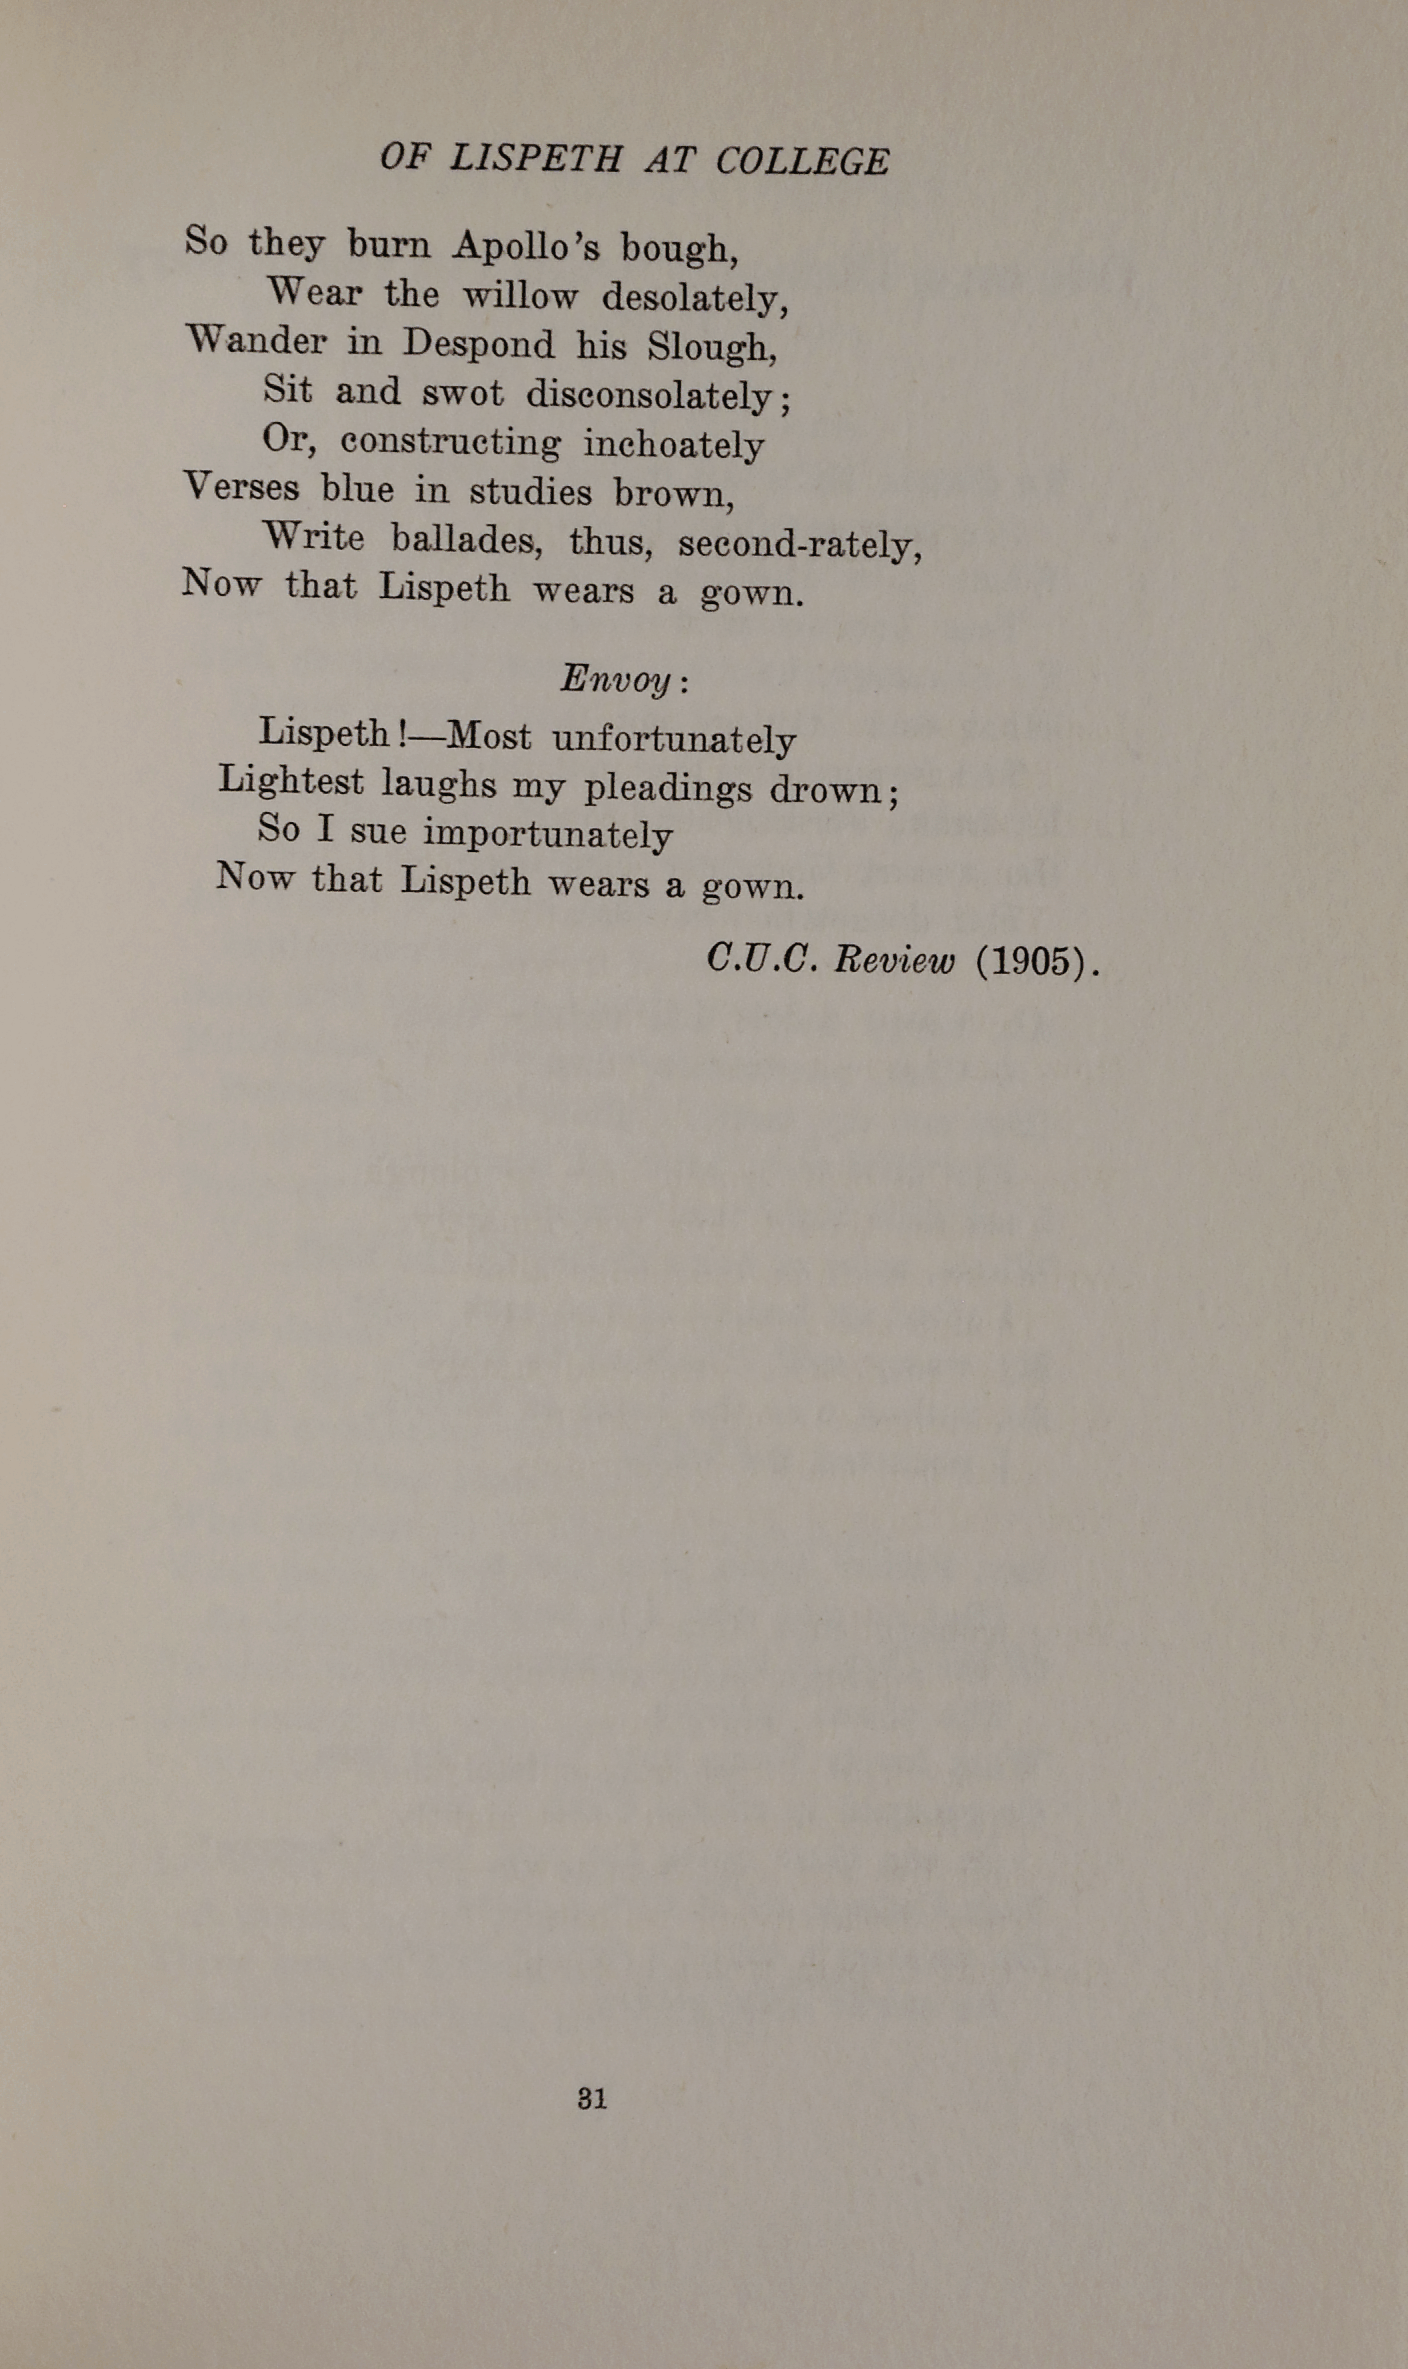 OF LISPETH AT COLLEGE
So they burn Apollo's bough,
Wear the willow desolately,
Wander in Despond his Slough,
Sit and swot disconsolately;
Or, constructing inchoately
Verses blue in studies brown,
Write ballades, thus, second-rately,
Now that Lispeth wears a gown.
Envoy:
Lispeth!—Most unfortunately
Lightest laughs my pleadings drown;
So I sue importunately
Now that Lispeth wears a gown.
C.U.C. Review (1905).
31